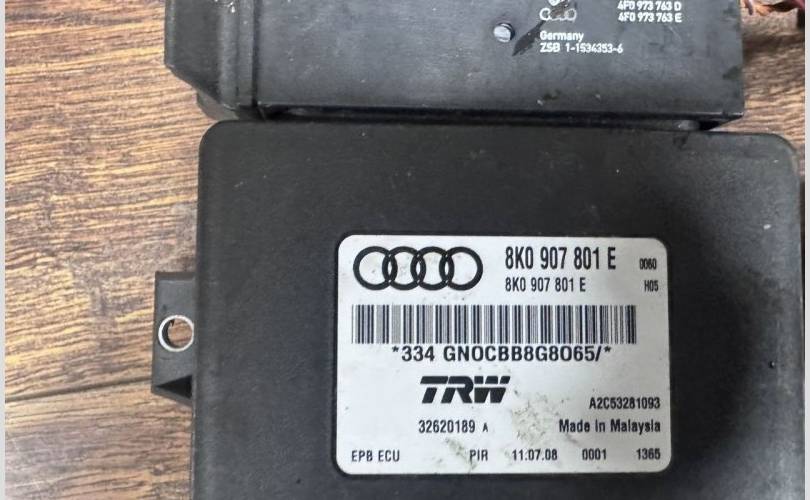 4F0 973 763 D
4F0 973 763 E
Germany
ZSB 1-1534353-6
8K0 907 801 E 0060
8K0 907 801 E H05
*334 GN0CBB8G8065/*
TRW
A2C53281093
32620189 A Made in Malaysia
EPB ECU PIR 11.07.08 0001 1365